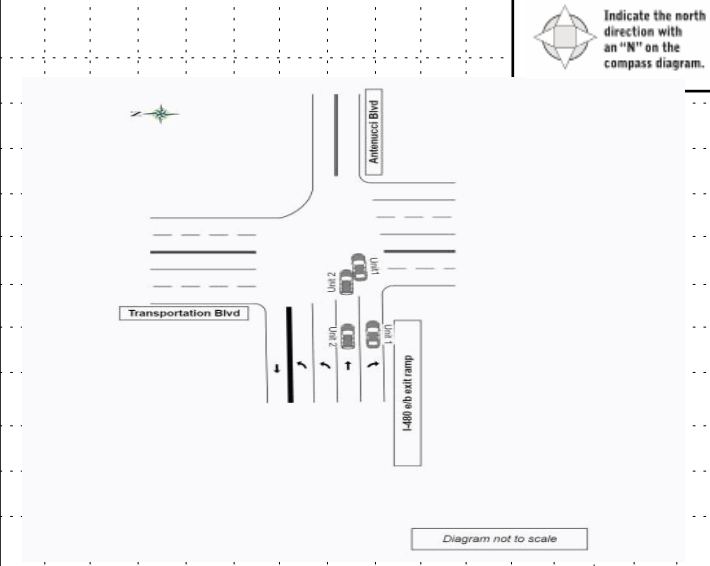 Indicate the north
direction with
an "N" on the
compass diagram.
N
Antenucci Blvd
Unit1
Unit 2
Transportation Blvd
Unit 2
Unit 1
I-480 e/b exit ramp
Diagram not to scale